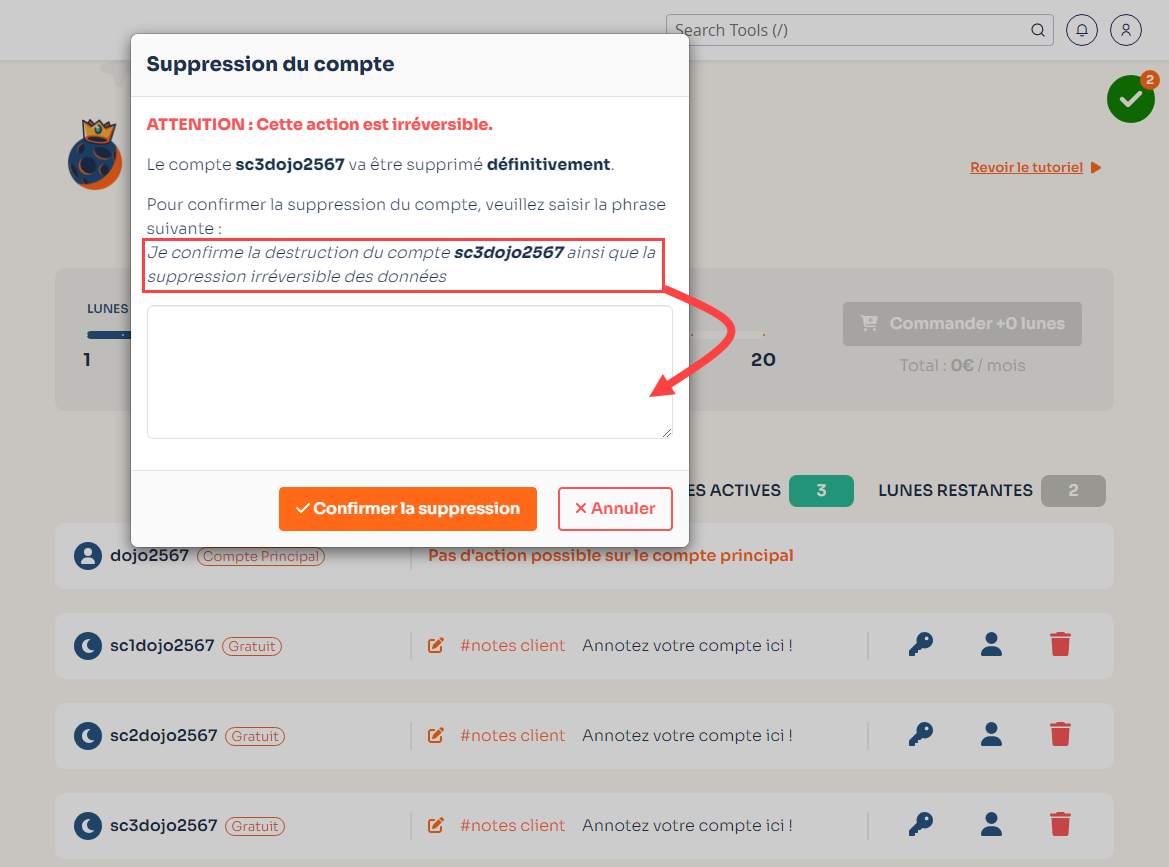 Search Tools (/)
Suppression du compte
2
ATTENTION : Cette action est irréversible.
Le compte sc3dojo2567 va être supprimé définitivement.
Revoir le tutoriel
Pour confirmer la suppression du compte, veuillez saisir la phrase
suivante :
Je confirme la destruction du compte sc3dojo2567 ainsi que la
suppression irréversible des données
LUNES
1
20
Commander +0 lunes
Total : 0€ / mois
ES ACTIVES 3 LUNES RESTANTES 2
Confirmer la suppression
Annuler
dojo2567 Compte Principal Pas d'action possible sur le compte principal
sc1dojo2567 Gratuit #notes client Annotez votre compte ici !
sc2dojo2567 Gratuit #notes client Annotez votre compte ici !
sc3dojo2567 Gratuit #notes client Annotez votre compte ici !